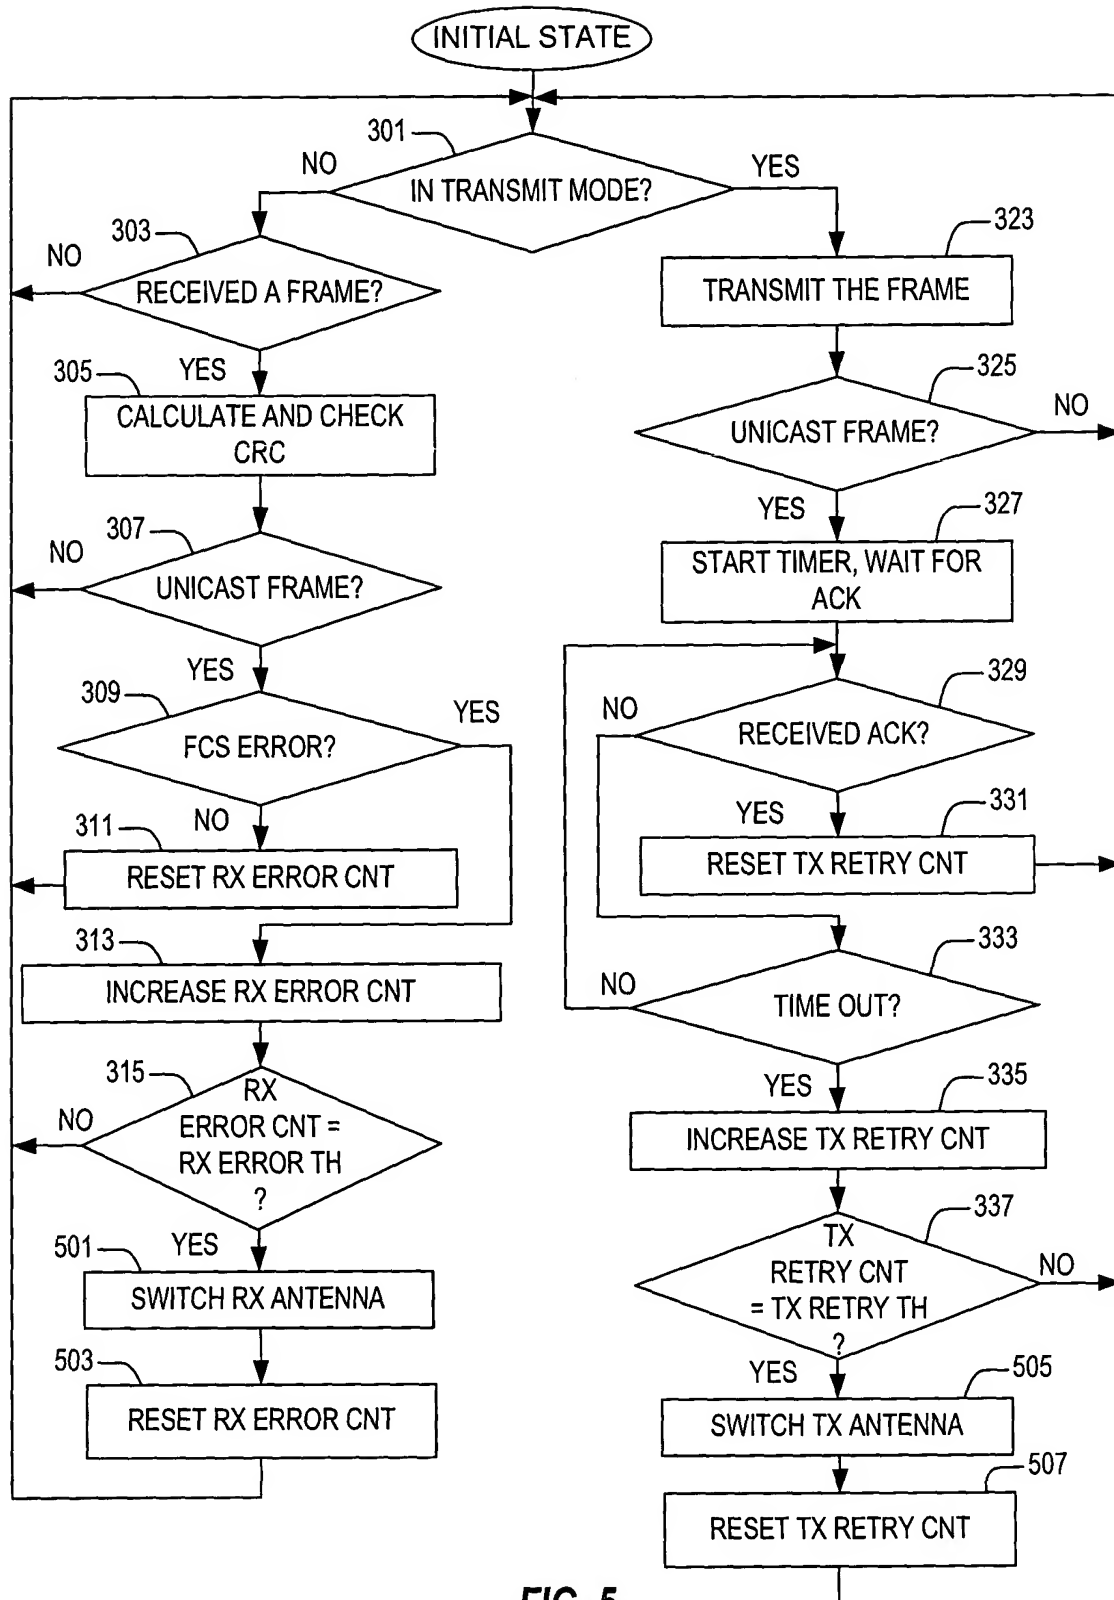 INITIAL STATE
301
NO
YES
IN TRANSMIT MODE?
303
NO
RECEIVED A FRAME?
YES
305
CALCULATE AND CHECK
CRC
307
NO
UNICAST FRAME?
YES
309
YES
FCS ERROR?
NO
311
RESET RX ERROR CNT
313
INCREASE RX ERROR CNT
315
NO
RX
ERROR CNT =
RX ERROR TH
?
YES
501
SWITCH RX ANTENNA
503
RESET RX ERROR CNT
323
TRANSMIT THE FRAME
325
NO
UNICAST FRAME?
YES
327
START TIMER, WAIT FOR
ACK
329
NO
RECEIVED ACK?
YES
331
RESET TX RETRY CNT
333
NO
TIME OUT?
YES
335
INCREASE TX RETRY CNT
337
TX
RETRY CNT
= TX RETRY TH
?
NO
YES
505
SWITCH TX ANTENNA
507
RESET TX RETRY CNT
FIG. 5